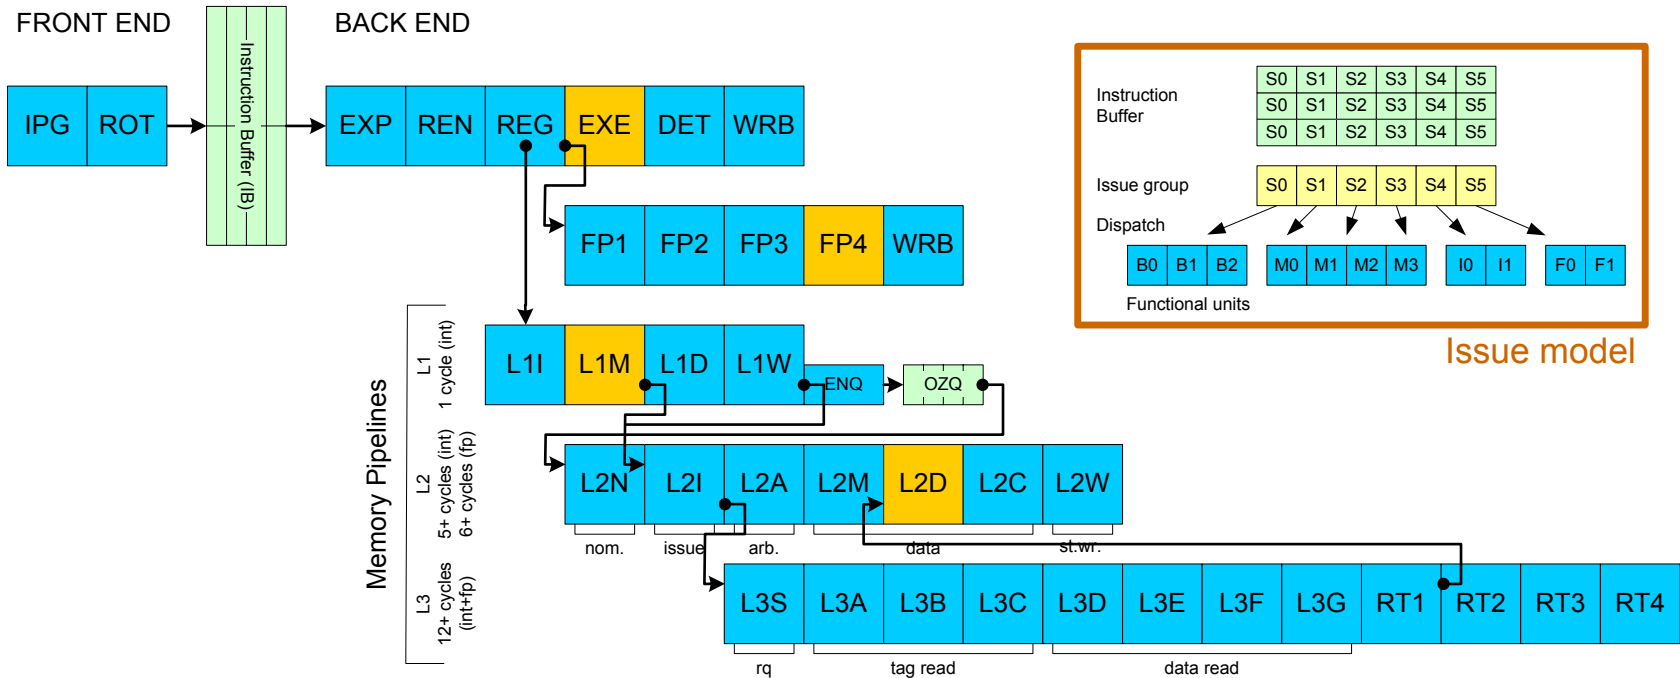 FRONT END
BACK END
IPG ROT
Instruction Buffer (IB)
EXP REN REG EXE DET WRB
FP1 FP2 FP3 FP4 WRB
Memory Pipelines
L1
1 cycle (int)
L1I L1M L1D L1W ENQ OZQ
L2
5+ cycles (int)
6+ cycles (fp)
L2N L2I L2A L2M L2D L2C L2W
nom. issue arb. data st.wr.
L3
12+ cycles
(int+fp)
L3S L3A L3B L3C L3D L3E L3F L3G RT1 RT2 RT3 RT4
rq tag read data read
Instruction
Buffer
S0 S1 S2 S3 S4 S5
S0 S1 S2 S3 S4 S5
S0 S1 S2 S3 S4 S5
Issue group
S0 S1 S2 S3 S4 S5
Dispatch
B0 B1 B2 M0 M1 M2 M3 I0 I1 F0 F1
Functional units
Issue model